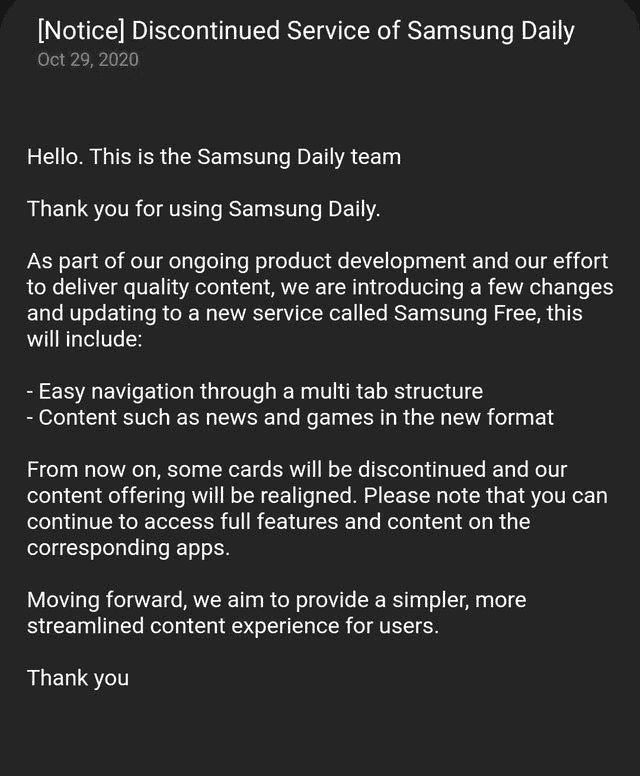 [Notice] Discontinued Service of Samsung Daily
Oct 29, 2020
Hello. This is the Samsung Daily team
Thank you for using Samsung Daily.
As part of our ongoing product development and our effort
to deliver quality content, we are introducing a few changes
and updating to a new service called Samsung Free, this
will include:
- Easy navigation through a multi tab structure
- Content such as news and games in the new format
From now on, some cards will be discontinued and our
content offering will be realigned. Please note that you can
continue to access full features and content on the
corresponding apps.
Moving forward, we aim to provide a simpler, more
streamlined content experience for users.
Thank you